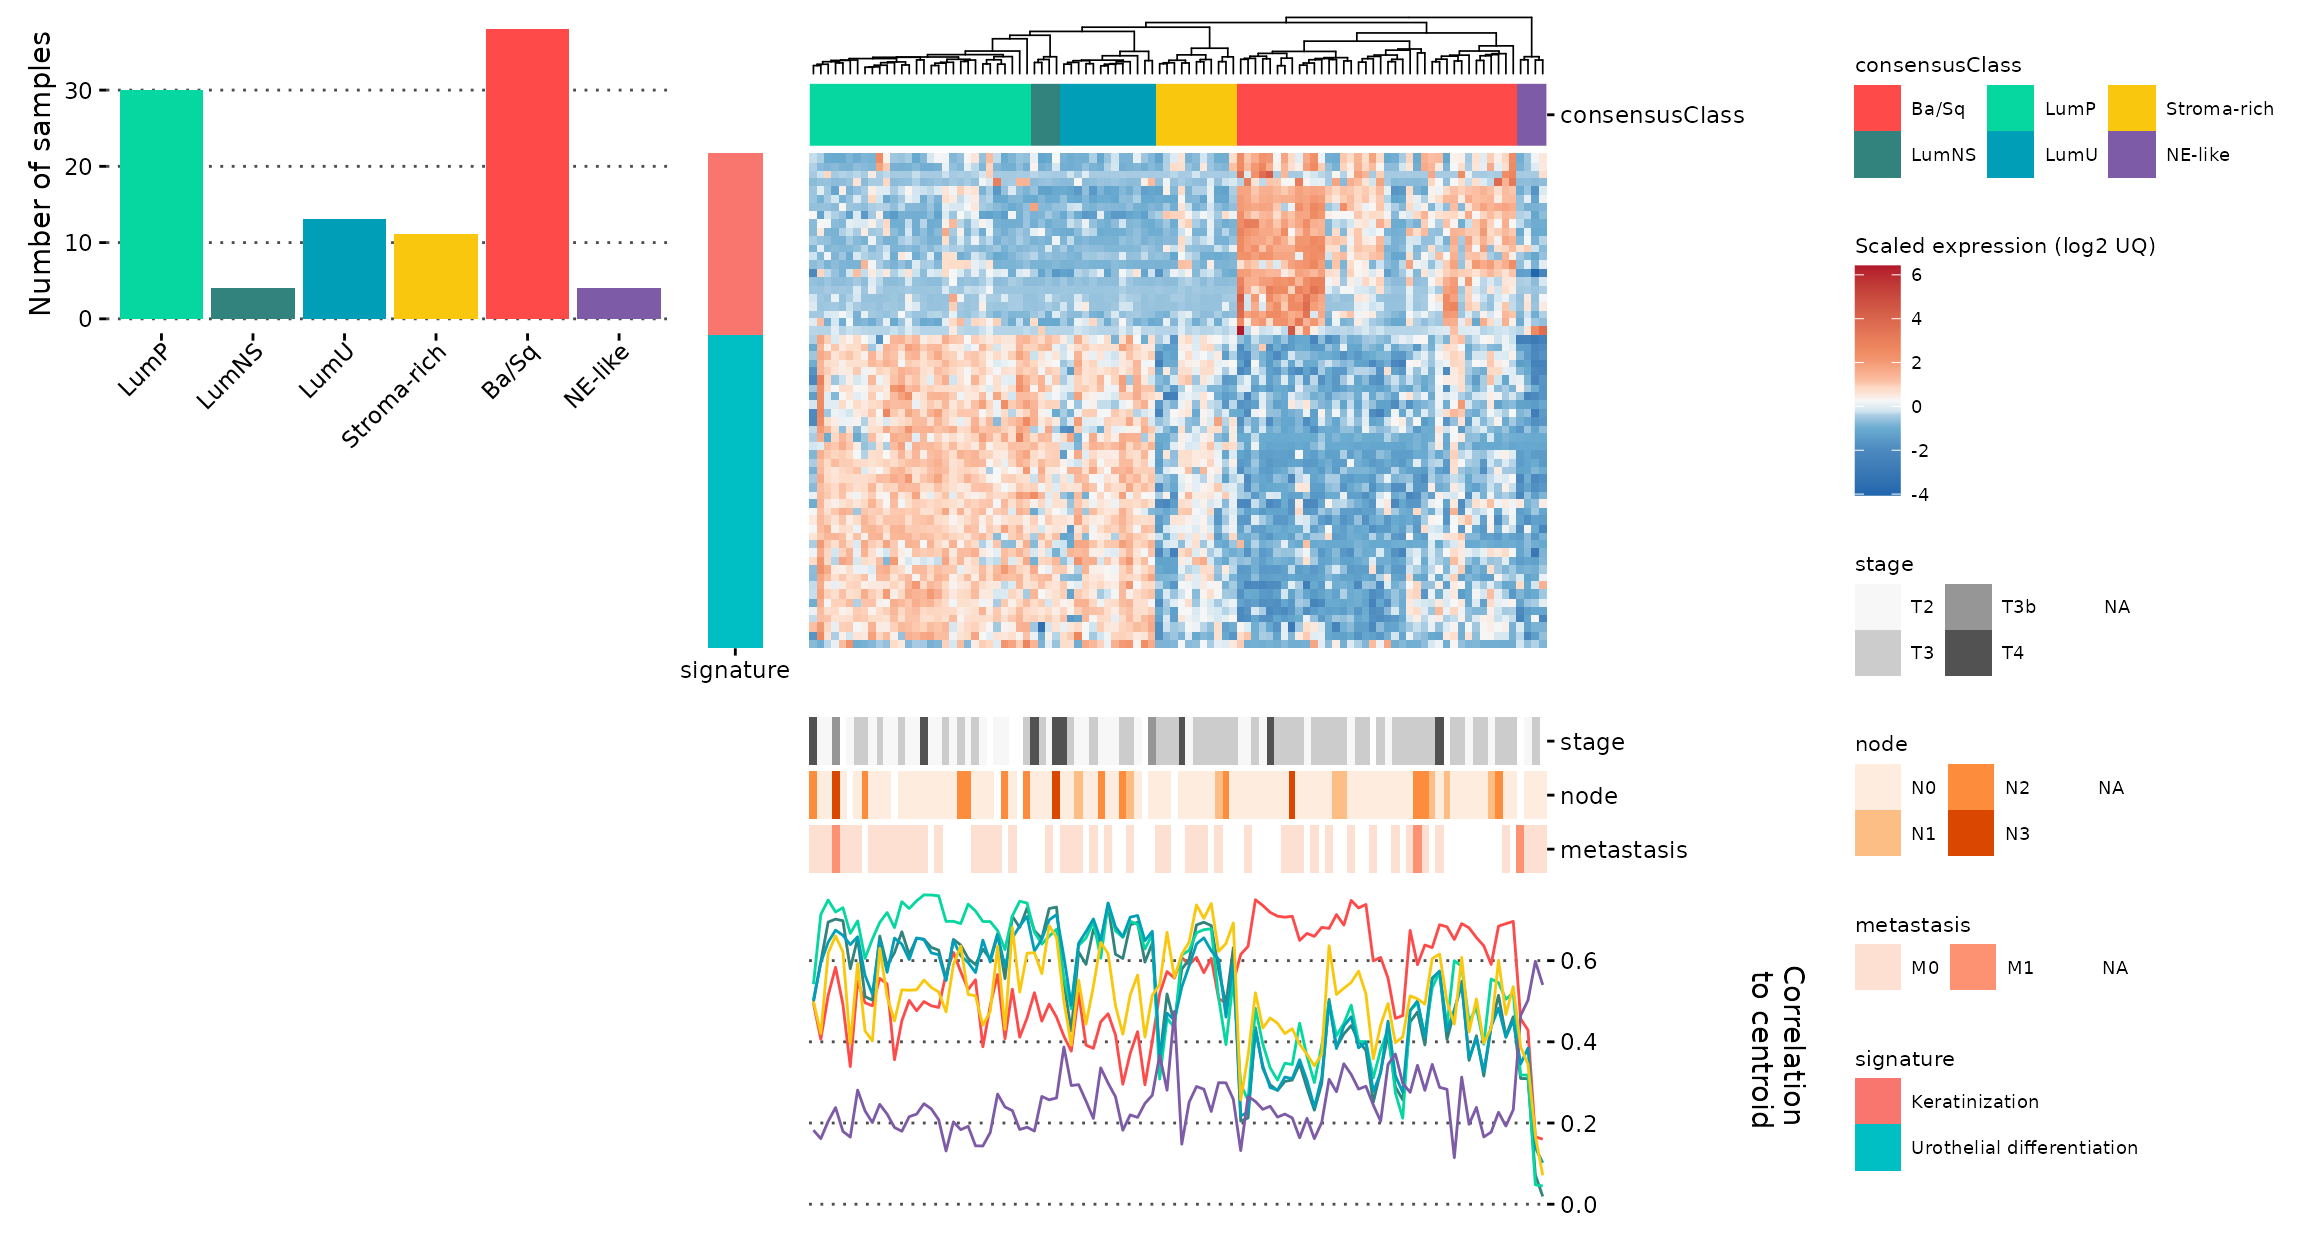 Number of samples
30
20
10
0
LumP
LumNS
LumU
Stroma-rich
Ba/Sq
NE-like
signature
consensusClass
stage
node
metastasis
0.6
0.4
0.2
0.0
Correlation
to centroid
consensusClass
Ba/Sq
LumP
Stroma-rich
LumNS
LumU
NE-like
Scaled expression (log2 UQ)
6
4
2
0
-2
-4
stage
T2
T3b
NA
T3
T4
node
N0
N2
NA
N1
N3
metastasis
M0
M1
NA
signature
Keratinization
Urothelial differentiation